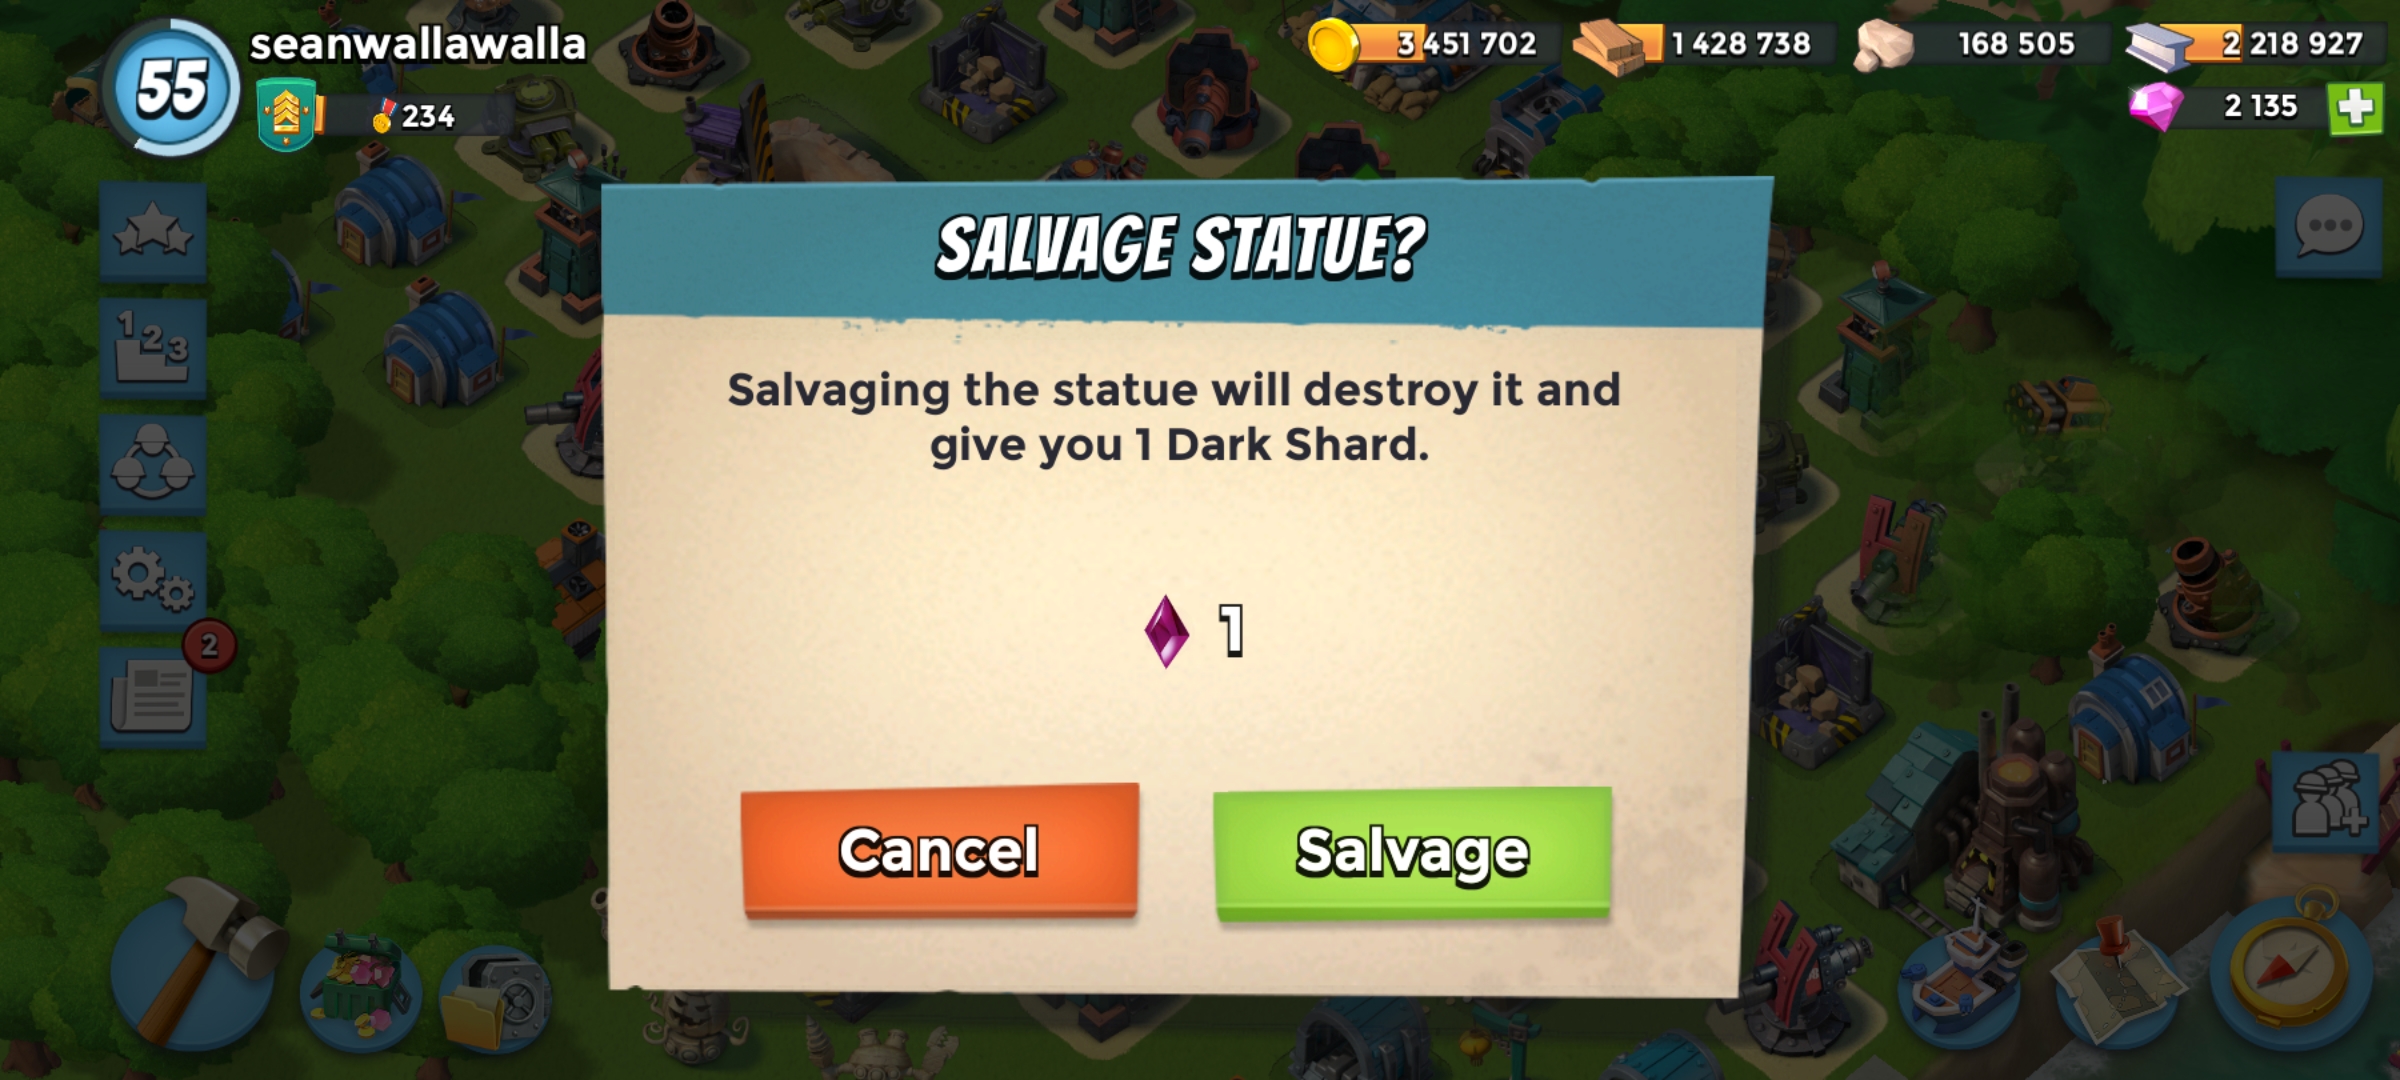 55
seanwallawalla
234
3 451 702
1 428 738
168 505
2 218 927
2 135
1 2 3
2
SALVAGE STATUE?
Salvaging the statue will destroy it and
give you 1 Dark Shard.
1
Cancel
Salvage